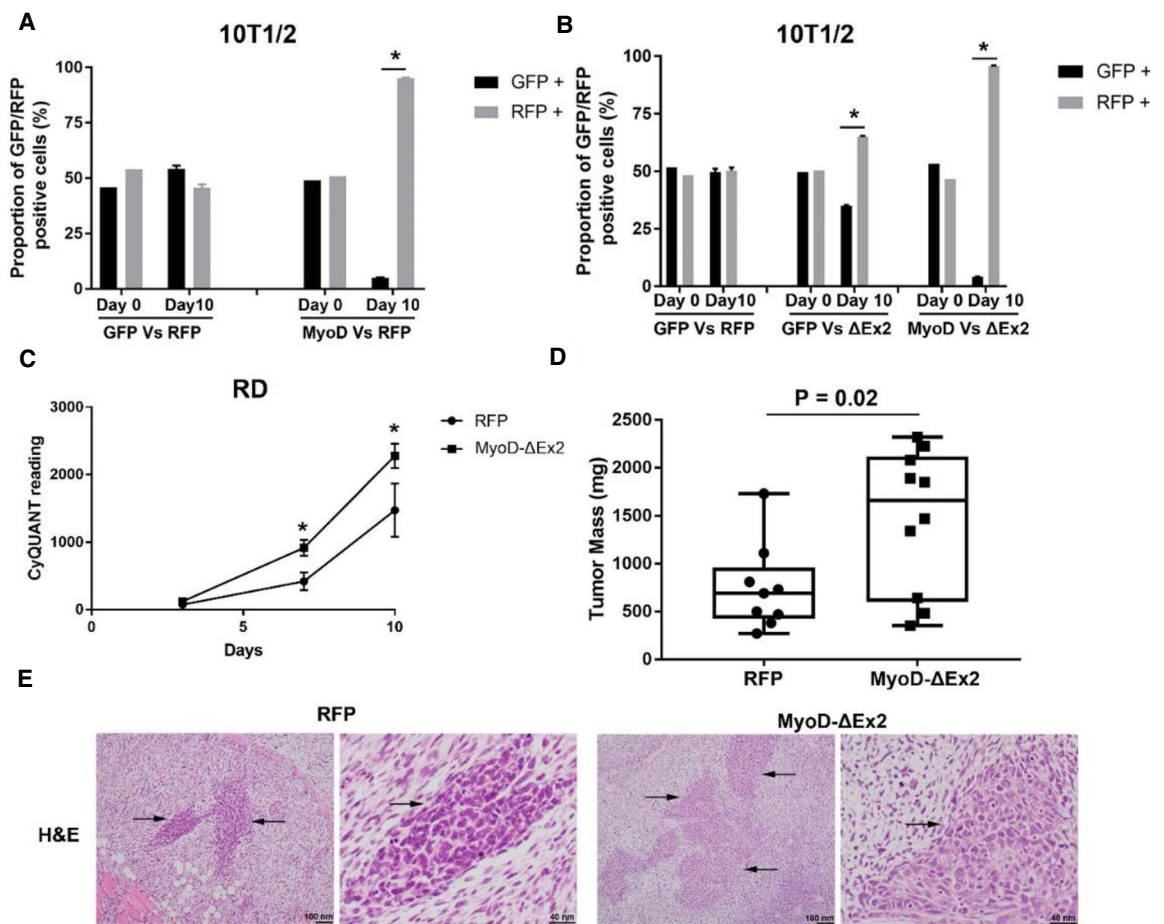 A
10T1/2
Proportion of GFP/RFP
positive cells (%)
100
75
50
25
0
*
GFP +
RFP +
Day 0
Day10
Day 0
Day 10
GFP Vs RFP
MyoD Vs RFP
B
10T1/2
Proportion of GFP/RFP
positive cells (%)
100
75
50
25
0
*
*
GFP +
RFP +
Day 0
Day10
Day 0
Day 10
Day 0
Day 10
GFP Vs RFP
GFP Vs ΔEx2
MyoD Vs ΔEx2
C
RD
CyQUANT reading
3000
2000
1000
0
*
*
RFP
MyoD-ΔEx2
0
5
10
Days
D
P = 0.02
Tumor Mass (mg)
2500
2000
1500
1000
500
0
RFP
MyoD-ΔEx2
E
RFP
MyoD-ΔEx2
H&E
100 nm
40 nm
100 nm
40 nm